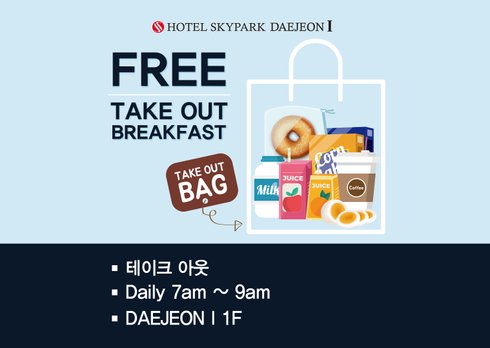 HOTEL SKYPARK DAEJEON I
FREE
TAKE OUT
BREAKFAST
TAKE OUT
BAG
Milk
JUICE
JUICE
Corn
Coffee
▪ 테이크 아웃
▪ Daily 7am ~ 9am
▪ DAEJEON I 1F